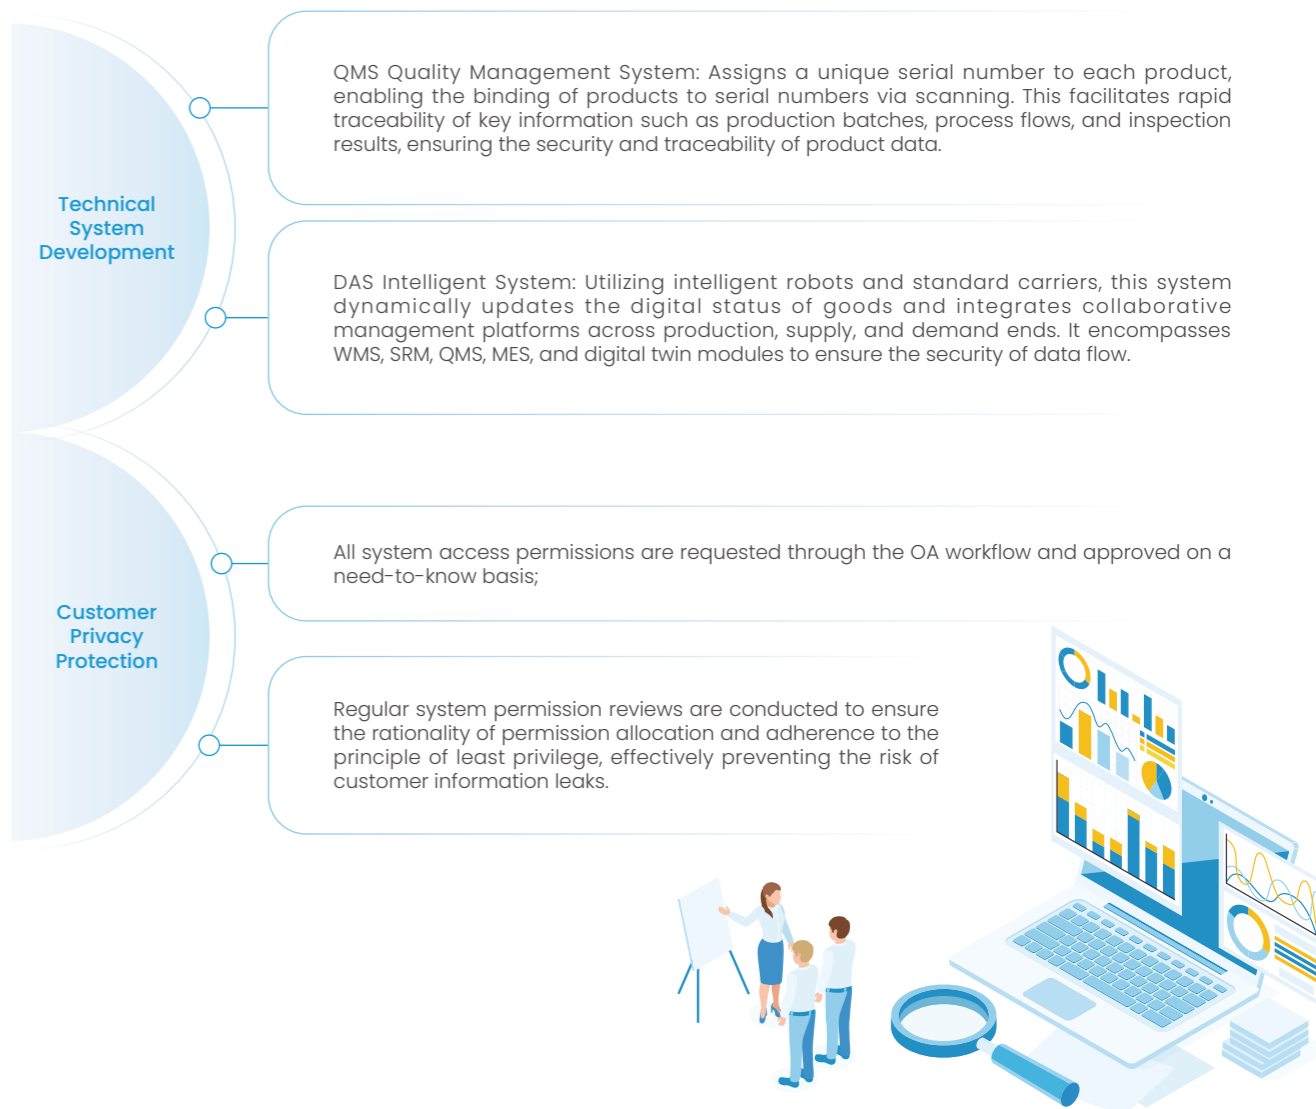 Technical
System
Development
QMS Quality Management System: Assigns a unique serial number to each product,
enabling the binding of products to serial numbers via scanning. This facilitates rapid
traceability of key information such as production batches, process flows, and inspection
results, ensuring the security and traceability of product data.
DAS Intelligent System: Utilizing intelligent robots and standard carriers, this system
dynamically updates the digital status of goods and integrates collaborative
management platforms across production, supply, and demand ends. It encompasses
WMS, SRM, QMS, MES, and digital twin modules to ensure the security of data flow.
Customer
Privacy
Protection
All system access permissions are requested through the OA workflow and approved on a
need-to-know basis;
Regular system permission reviews are conducted to ensure
the rationality of permission allocation and adherence to the
principle of least privilege, effectively preventing the risk of
customer information leaks.